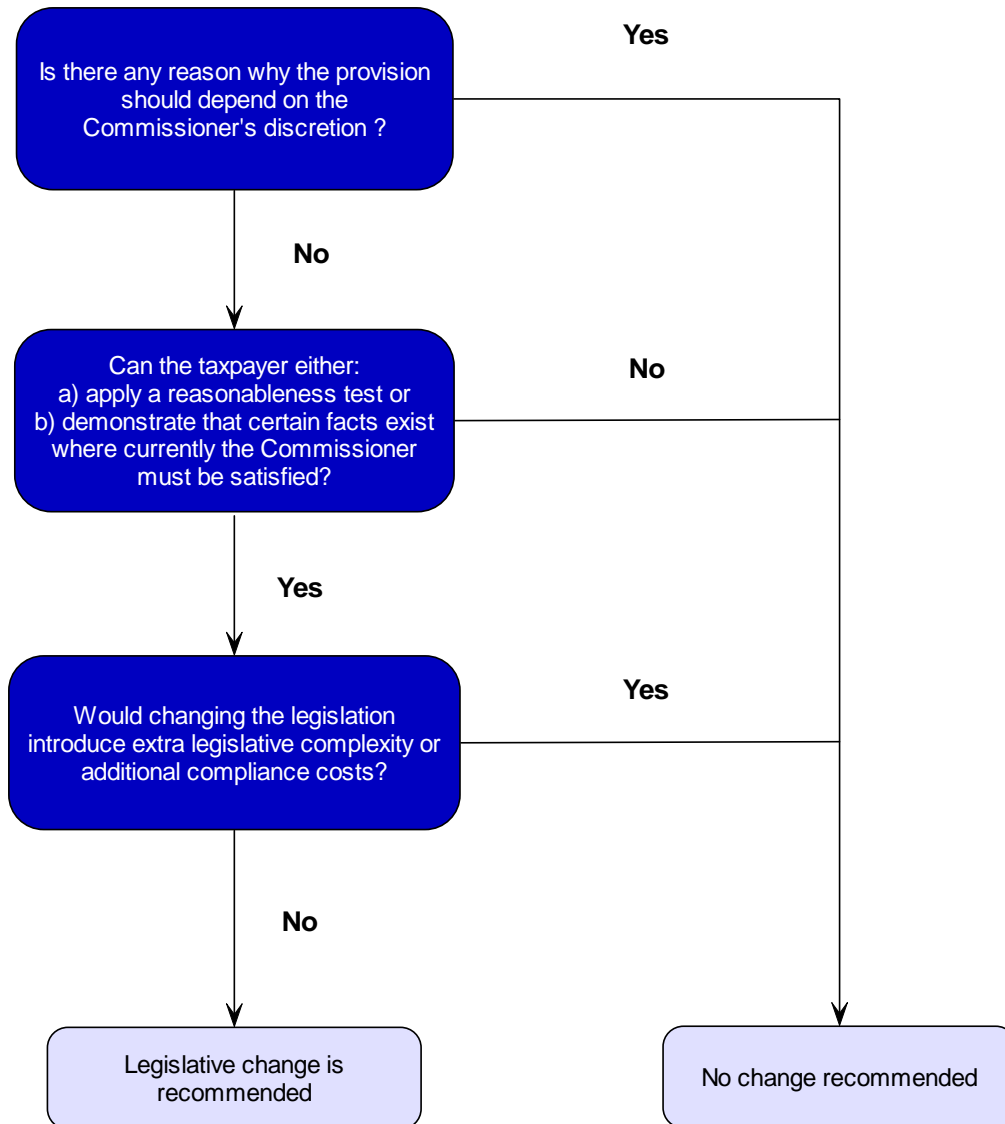 Yes
Is there any reason why the provision
should depend on the
Commissioner's discretion ?
No
Can the taxpayer either:
a) apply a reasonableness test or
b) demonstrate that certain facts exist
where currently the Commissioner
must be satisfied?
No
Yes
Would changing the legislation
introduce extra legislative complexity or
additional compliance costs?
Yes
No
Legislative change is
recommended
No change recommended